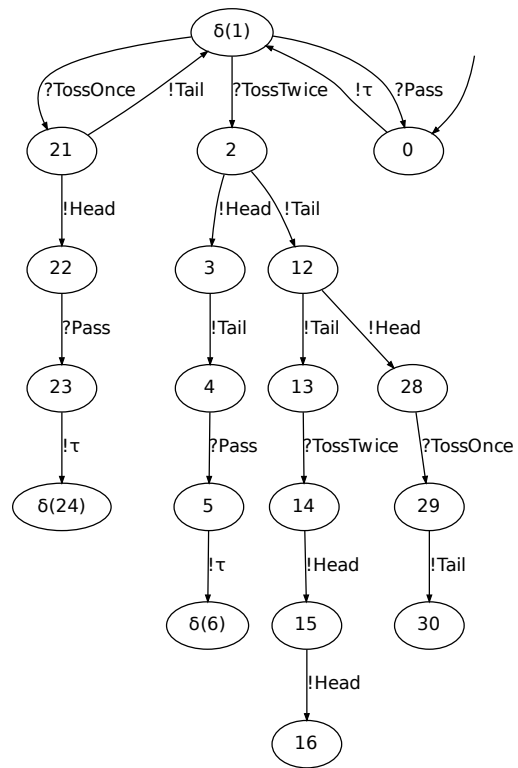 δ(1)
?TossOnce
!Tail
?TossTwice
!τ
?Pass
21
2
0
!Head
!Head
!Tail
22
3
12
?Pass
!Tail
!Tail
!Head
23
4
13
28
!τ
?Pass
?TossTwice
?TossOnce
δ(24)
5
14
29
!τ
!Head
!Tail
δ(6)
15
30
!Head
16